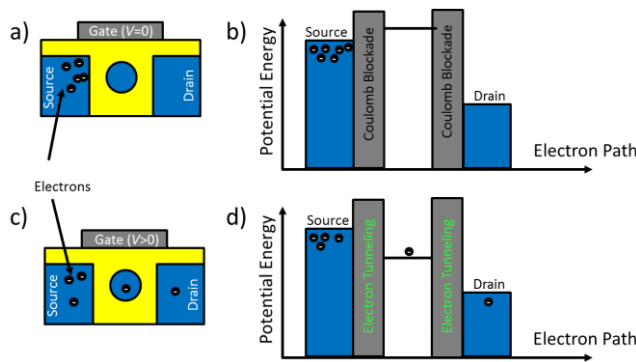 a)
Gate (V=0)
Source
Drain
Electrons
b)
Potential Energy
Source
Coulomb Blockade
Coulomb Blockade
Drain
Electron Path
c)
Gate (V>0)
Source
Drain
d)
Potential Energy
Source
Electron Tunneling
Electron Tunneling
Drain
Electron Path